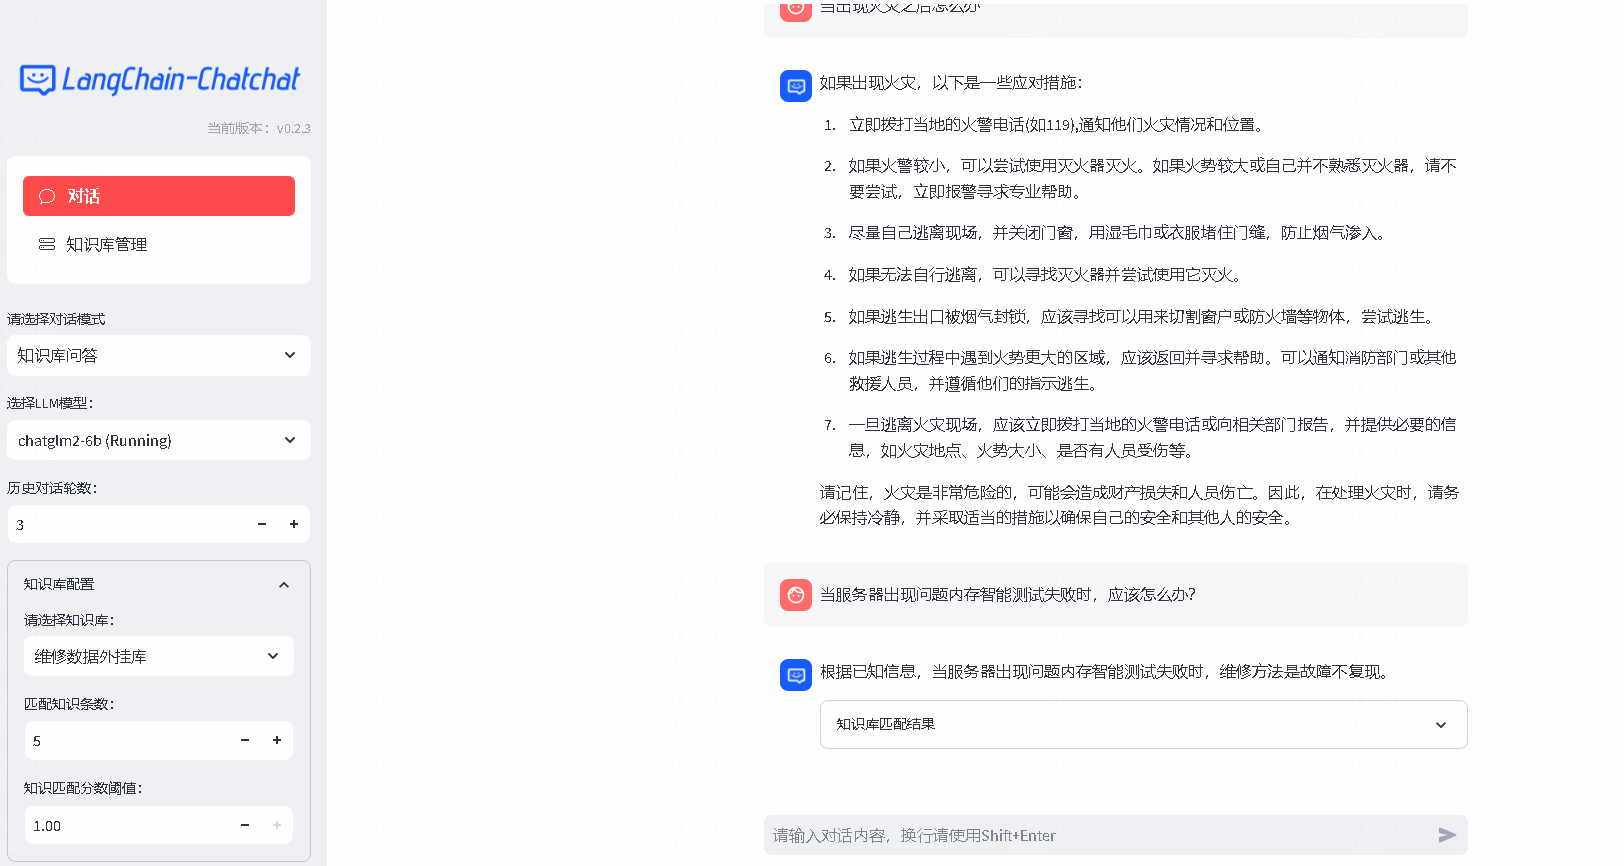 LangChain-Chatchat
当前版本：v0.2.3
对话
知识库管理
请选择对话模式
知识库问答
选择LLM模型：
chatglm2-6b (Running)
历史对话轮数：
3
知识库配置
请选择知识库：
维修数据外挂库
匹配知识条数：
5
知识匹配分数阈值：
1.00
当出现火灾之后怎么办
如果出现火灾，以下是一些应对措施：
1. 立即拨打当地的火警电话(如119),通知他们火灾情况和位置。
2. 如果火警较小，可以尝试使用灭火器灭火。如果火势较大或自己并不熟悉灭火器，请不
要尝试，立即报警寻求专业帮助。
3. 尽量自己逃离现场，并关闭门窗，用湿毛巾或衣服堵住门缝，防止烟气渗入。
4. 如果无法自行逃离，可以寻找灭火器并尝试使用它灭火。
5. 如果逃生出口被烟气封锁，应该寻找可以用来切割窗户或防火墙等物体，尝试逃生。
6. 如果逃生过程中遇到火势更大的区域，应该返回并寻求帮助。可以通知消防部门或其他
救援人员，并遵循他们的指示逃生。
7. 一旦逃离火灾现场，应该立即拨打当地的火警电话或向相关部门报告，并提供必要的信
息，如火灾地点、火势大小、是否有人员受伤等。
请记住，火灾是非常危险的，可能会造成财产损失和人员伤亡。因此，在处理火灾时，请务
必保持冷静，并采取适当的措施以确保自己的安全和其他人的安全。
当服务器出现问题内存智能测试失败时，应该怎么办？
根据已知信息，当服务器出现问题内存智能测试失败时，维修方法是故障不复现。
知识库匹配结果
请输入对话内容，换行请使用Shift+Enter